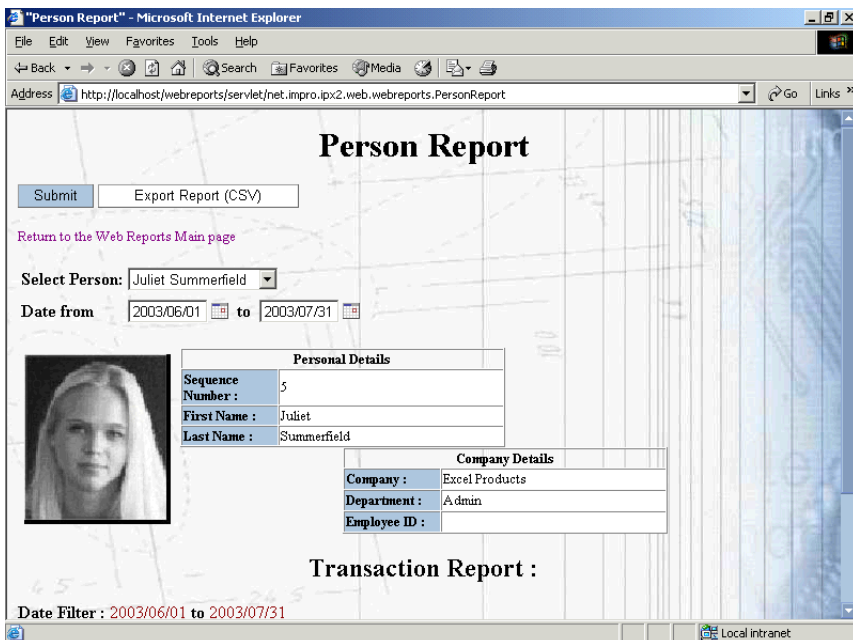 "Person Report" - Microsoft Internet Explorer
File Edit View Favorites Tools Help
Back Search Favorites Media
Address http://localhost/webreports/servlet/net.impro.ipx2.web.webreports.PersonReport Go Links »
Person Report
Submit Export Report (CSV)
Return to the Web Reports Main page
Select Person: Juliet Summerfield
Date from 2003/06/01 to 2003/07/31
Personal Details
Sequence Number : 5
First Name : Juliet
Last Name : Summerfield
Company Details
Company : Excel Products
Department : Admin
Employee ID :
Transaction Report :
Date Filter : 2003/06/01 to 2003/07/31
Local intranet